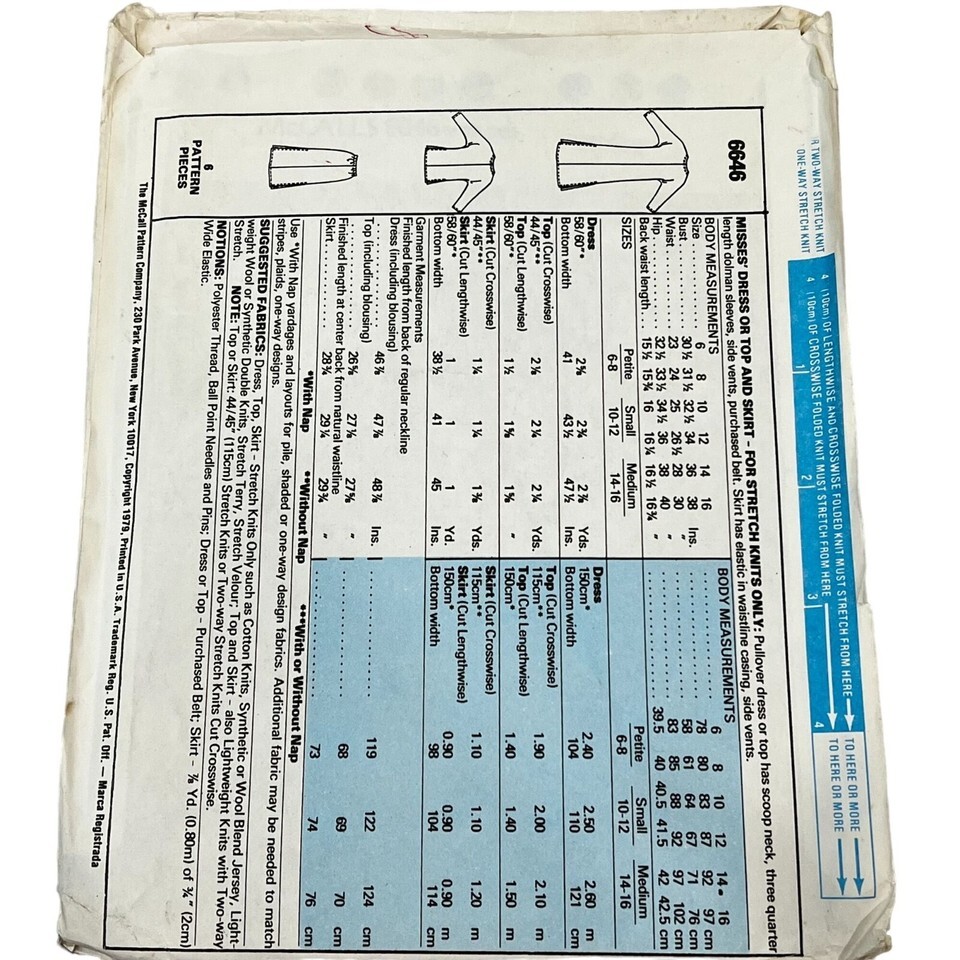 R TWO-WAY STRETCH KNIT 4 (10cm) OF LENGTHWISE AND CROSSWISE FOLDED KNIT MUST STRETCH FROM HERE TO HERE OR MORE
ONE-WAY STRETCH KNIT 4 (10cm) OF CROSSWISE FOLDED KNIT MUST STRETCH FROM HERE TO HERE OR MORE
1 2 3 4
6646
6
PATTERN
PIECES
MISSES' DRESS OR TOP AND SKIRT – FOR STRETCH KNITS ONLY: Pullover dress or top has scoop neck, three quarter
length dolman sleeves, side vents, purchased belt. Skirt has elastic in waistline casing, side vents.
BODY MEASUREMENTS
Size 6 8 10 12 14 16
Bust 30½ 31½ 32½ 34 36 38 Ins.
Waist 23 24 25 26½ 28 30 "
Hip 32½ 33½ 34½ 36 38 40 "
Back waist length 15½ 15¾ 16 16¼ 16½ 16¾ "
SIZES Petite 6-8 Small 10-12 Medium 14-16
Dress
58/60"* 2⅝ 2¾ 2⅞ Yds.
Bottom width 41 43½ 47½ Ins.
Top (Cut Crosswise)
44/45"** 2⅛ 2¼ 2¼ Yds.
Top (Cut Lengthwise)
58/60"* 1½ 1⅝ 1⅝ "
Skirt (Cut Crosswise)
44/45"** 1¼ 1¼ 1⅜ Yds.
Skirt (Cut Lengthwise)
58/60"* 1 1 1 Yd.
Bottom width 38½ 41 45 Ins.
Garment Measurements
Finished length from back of regular neckline
Dress (including blousing)
46⅞ 47⅞ 48⅞ Ins.
Top (including blousing)
26⅝ 27⅛ 27⅝ "
Finished length at center back from natural waistline
Skirt 28¾ 29¼ 29¾ "
BODY MEASUREMENTS
6 8 10 12 14 16
78 80 83 87 92 97 cm
58 61 64 67 71 76 cm
83 85 88 92 97 102 cm
39.5 40 40.5 41.5 42 42.5 cm
Petite 6-8 Small 10-12 Medium 14-16
Dress
150cm* 2.40 2.50 2.60 m
Bottom width 104 110 121 cm
Top (Cut Crosswise)
115cm** 1.90 2.00 2.10 m
Top (Cut Lengthwise)
150cm* 1.40 1.40 1.50 m
Skirt (Cut Crosswise)
115cm** 1.10 1.10 1.20 m
Skirt (Cut Lengthwise)
150cm* 0.90 0.90 0.90 m
Bottom width 98 104 114 cm
119 122 124 cm
68 69 70 cm
73 74 76 cm
*With Nap **Without Nap ***With or Without Nap
Use *With Nap yardages and layouts for pile, shaded or one-way design fabrics. Additional fabric may be needed to match
stripes, plaids, one-way designs.
SUGGESTED FABRICS: Dress, Top, Skirt – Stretch Knits Only such as Cotton Knits, Synthetic or Wool Blend Jersey, Light-
weight Wool or Synthetic Double Knits, Stretch Terry, Stretch Velour; Top and Skirt – also Lightweight Knits with Two-way
Stretch. NOTE: Top or Skirt: 44/45" (115cm) Stretch Knits or Two-way Stretch Knits Cut Crosswise.
NOTIONS: Polyester Thread, Ball Point Needles and Pins; Dress or Top – Purchased Belt; Skirt – ⅞ Yd. (0.80m) of ¾" (2cm)
Wide Elastic.
The McCall Pattern Company, 230 Park Avenue, New York 10017, Copyright 1979, Printed in U.S.A. Trademark Reg. U.S. Pat. Off. — Marca Registrada